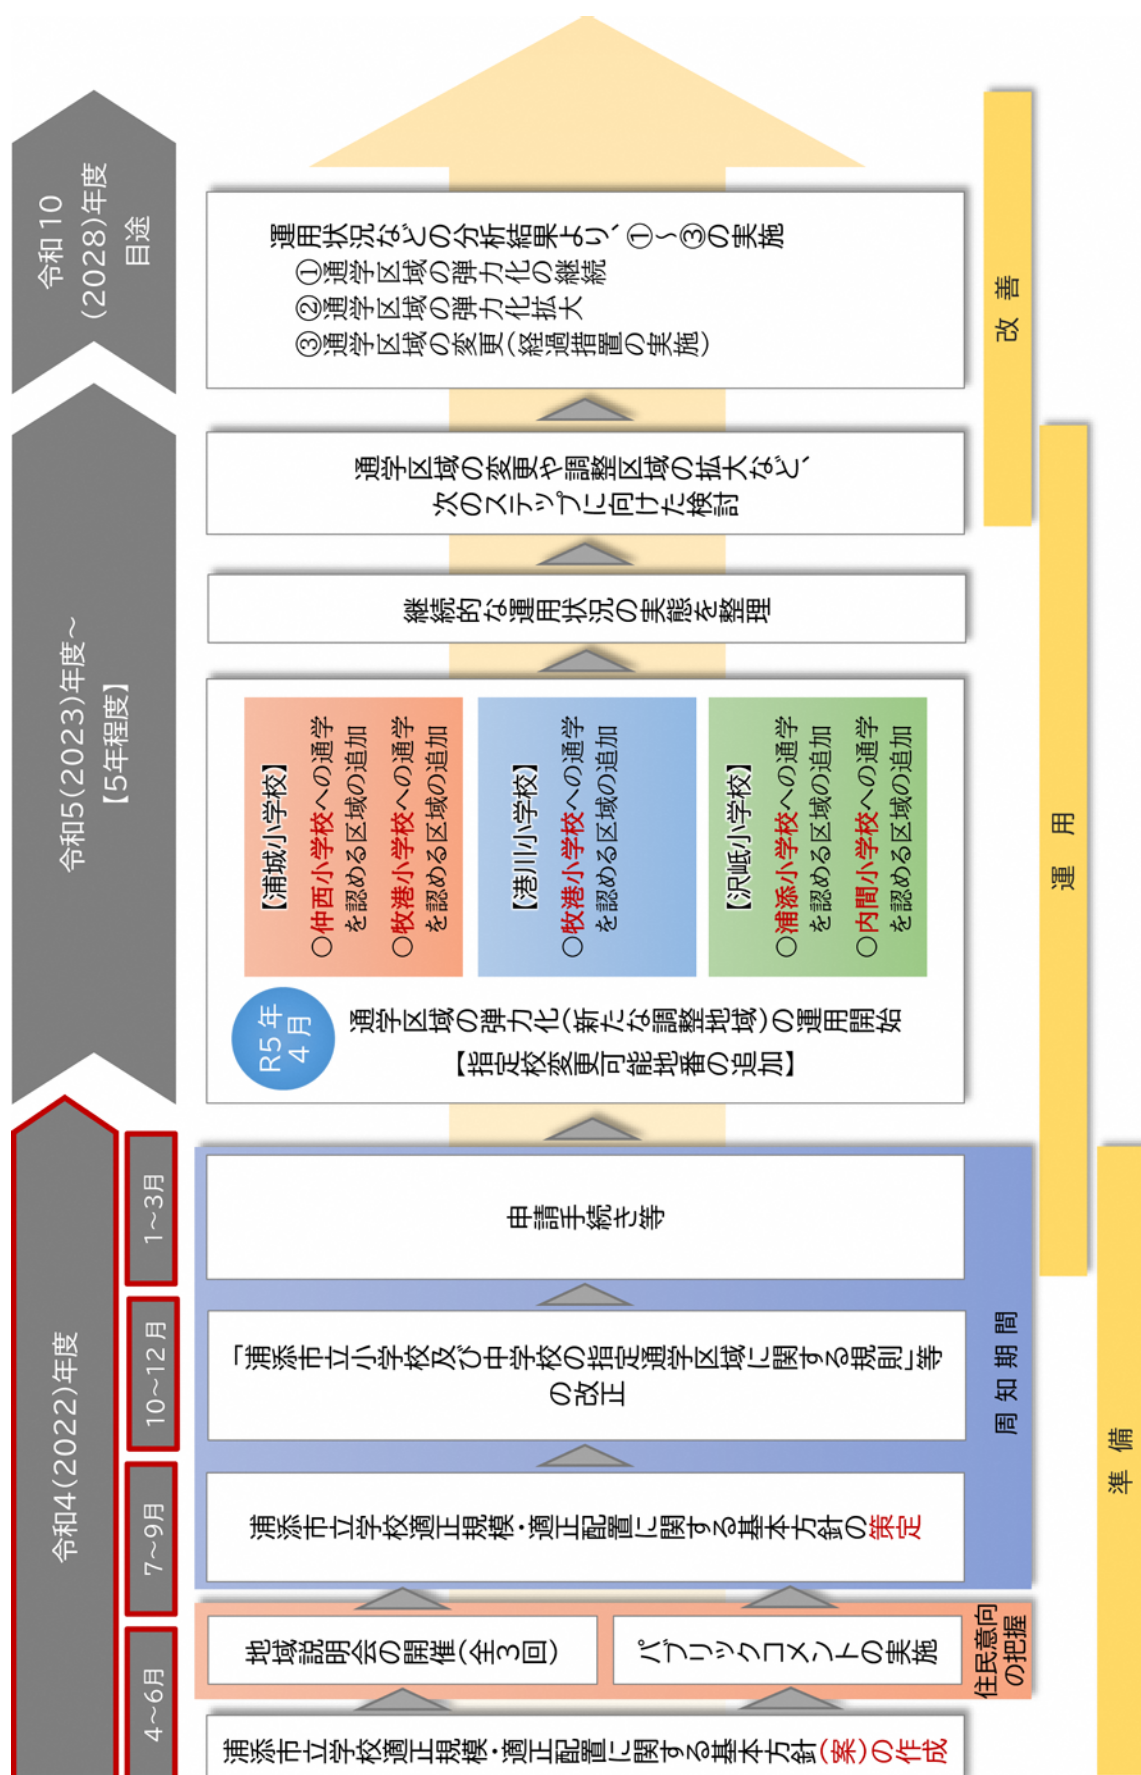 令和4(2022)年度
4～6月
7～9月
10～12月
1～3月
令和5(2023)年度～
【5年程度】
令和10
(2028)年度
目途
浦添市立学校適正規模・適正配置に関する基本方針(案)の作成
地域説明会の開催(全3回)
パブリックコメントの実施
住民意向
の把握
浦添市立学校適正規模・適正配置に関する基本方針の策定
「浦添市立小学校及び中学校の指定通学区域に関する規則」等
の改正
申請手続き等
周知期間
R5年
4月
通学区域の弾力化(新たな調整地域)の運用開始
【指定校変更可能地番の追加】
【浦城小学校】
○仲西小学校への通学
を認める区域の追加
○牧港小学校への通学
を認める区域の追加
【港川小学校】
○牧港小学校への通学
を認める区域の追加
【沢岻小学校】
○浦添小学校への通学
を認める区域の追加
○内間小学校への通学
を認める区域の追加
継続的な運用状況の実態を整理
通学区域の変更や調整区域の拡大など、
次のステップに向けた検討
運用状況などの分析結果より、①～③の実施
①通学区域の弾力化の継続
②通学区域の弾力化拡大
③通学区域の変更(経過措置の実施)
準備
運用
改善